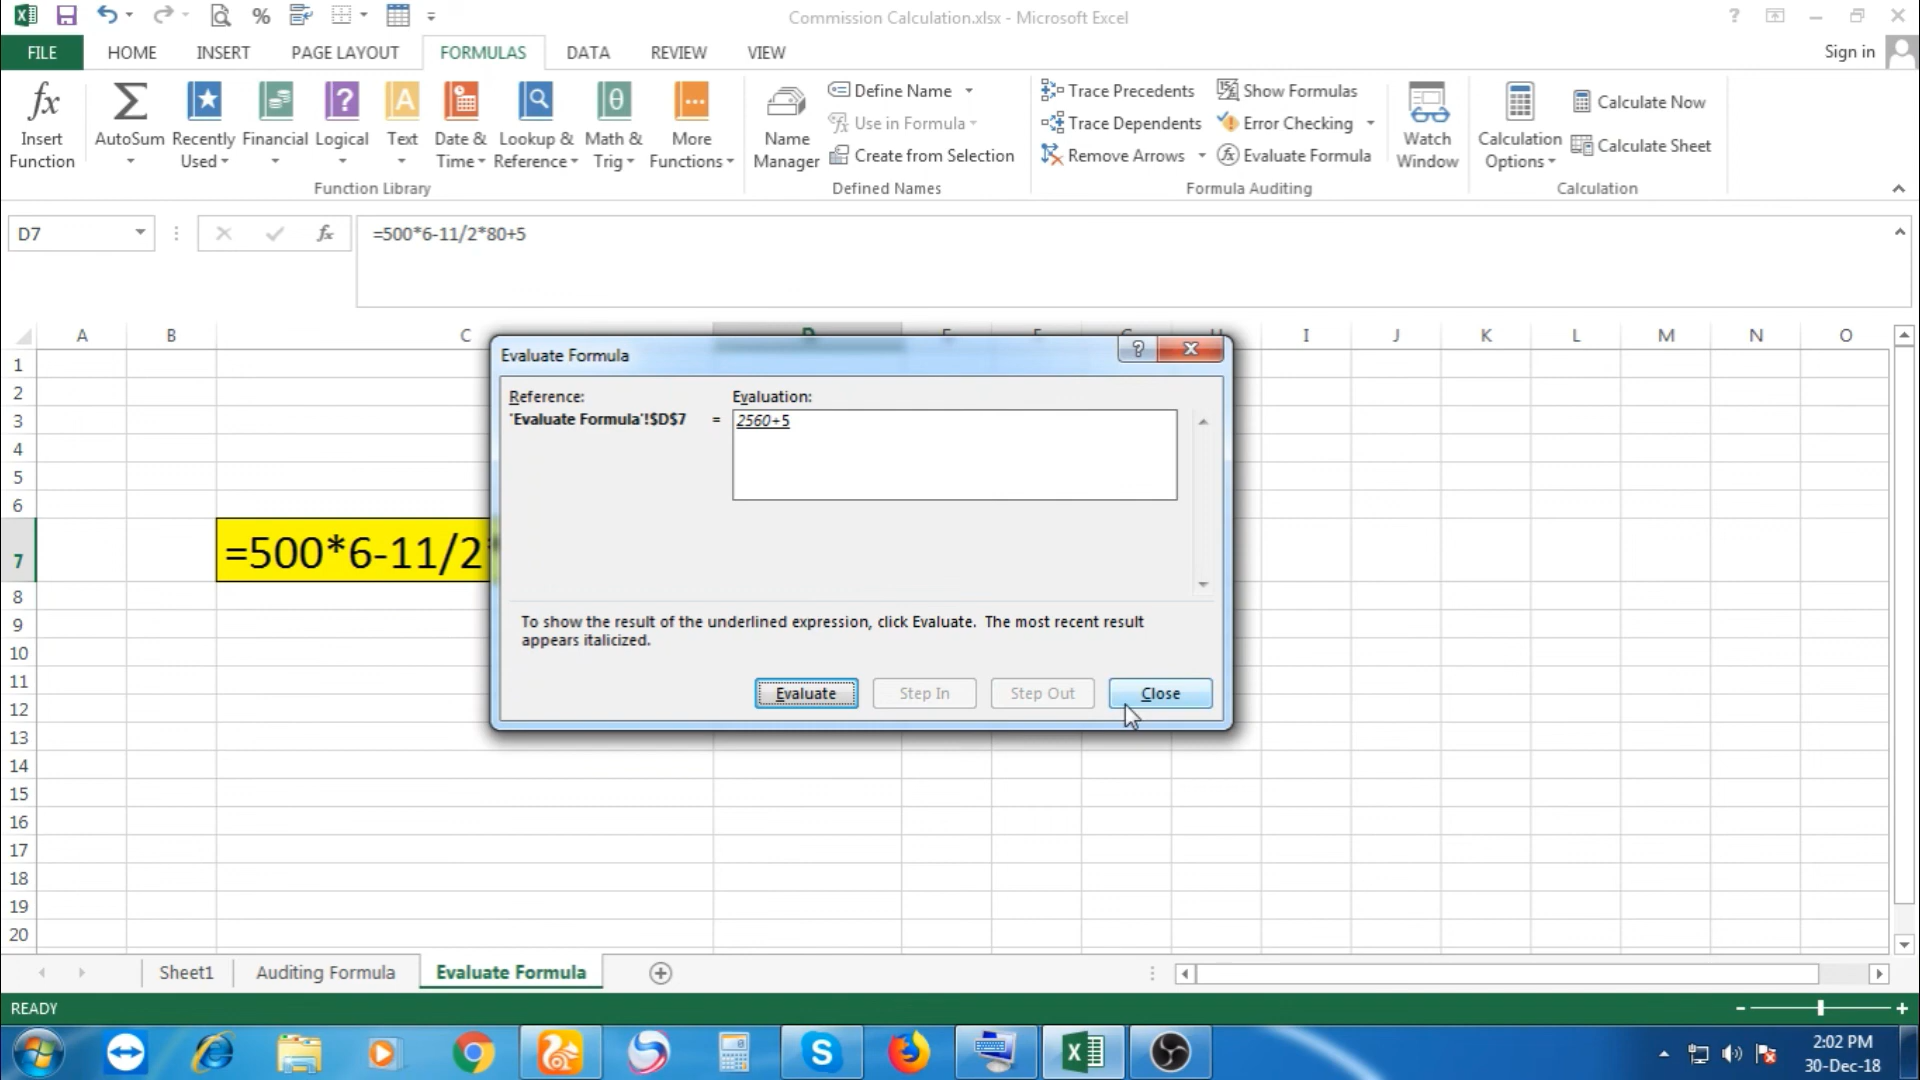 Commission Calculation.xlsx - Microsoft Excel
FILE HOME INSERT PAGE LAYOUT FORMULAS DATA REVIEW VIEW Sign in
Insert Function
AutoSum
Recently Used
Financial
Logical
Text
Date & Time
Lookup & Reference
Math & Trig
More Functions
Function Library
Name Manager
Define Name
Use in Formula
Create from Selection
Defined Names
Trace Precedents
Trace Dependents
Remove Arrows
Show Formulas
Error Checking
Evaluate Formula
Formula Auditing
Watch Window
Calculation Options
Calculate Now
Calculate Sheet
Calculation
D7 fx =500*6-11/2*80+5
A B C I J K L M N O
1
2
3
4
5
6
7 =500*6-11/2
8
9
10
11
12
13
14
15
16
17
18
19
20
Evaluate Formula
Reference: Evaluation:
'Evaluate Formula'!$D$7 = 2560+5
To show the result of the underlined expression, click Evaluate. The most recent result
appears italicized.
Evaluate Step In Step Out Close
Sheet1 Auditing Formula Evaluate Formula
READY
2:02 PM
30-Dec-18